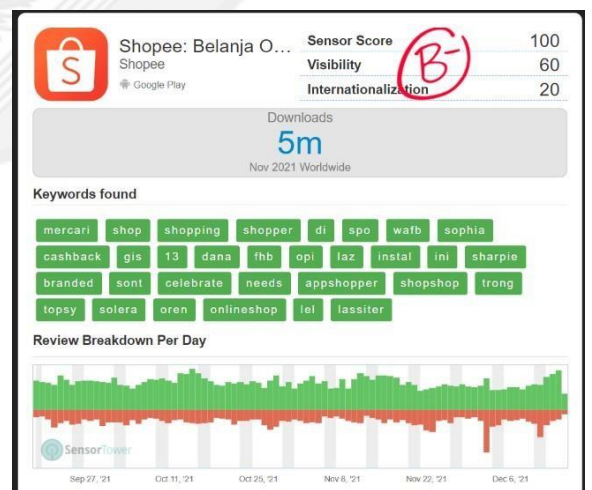 Shopee: Belanja O...
Shopee
Google Play
Sensor Score 100
Visibility 60
Internationalization 20
B-
Downloads
5m
Nov 2021 Worldwide
Keywords found
mercari shop shopping shopper di spo wafb sophia
cashback gis 13 dana fhb opi laz instal ini sharpie
branded sont celebrate needs appshopper shopshop trong
topsy solera oren onlineshop lel lassiter
Review Breakdown Per Day
SensorTower
Sep 27, '21 Oct 11, '21 Oct 25, '21 Nov 8, '21 Nov 22, '21 Dec 6, '21